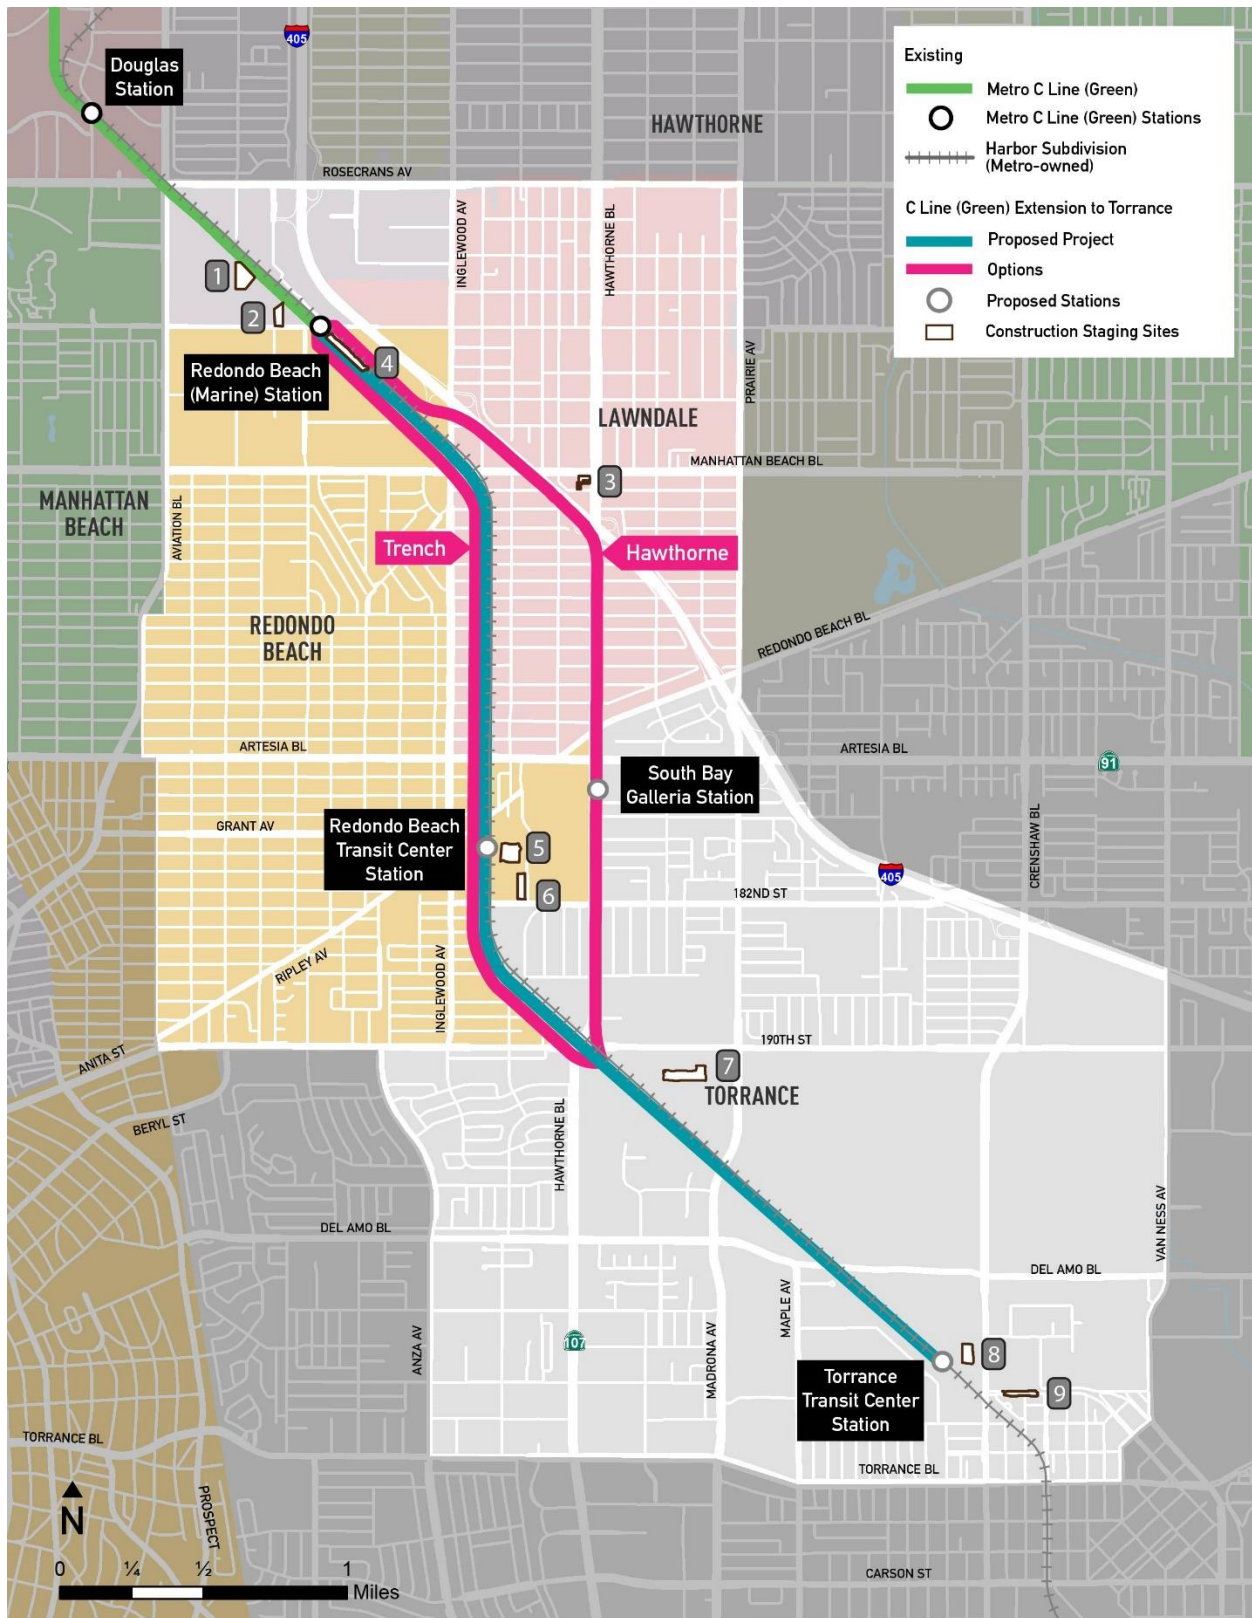 405
Douglas
Station
HAWTHORNE
Existing
Metro C Line (Green)
Metro C Line (Green) Stations
Harbor Subdivision
(Metro-owned)
C Line (Green) Extension to Torrance
Proposed Project
Options
Proposed Stations
Construction Staging Sites
ROSECRANS AV
INGLEWOOD AV
HAWTHORNE BL
1
2
4
Redondo Beach
(Marine) Station
PRAIRIE AV
LAWNDALE
MANHATTAN BEACH BL
3
MANHATTAN
BEACH
AVIATION BL
Trench
Hawthorne
REDONDO
BEACH
REDONDO BEACH BL
ARTESIA BL
ARTESIA BL
91
South Bay
Galleria Station
GRANT AV
Redondo Beach
Transit Center
Station
5
6
CRENSHAW BL
405
182ND ST
RIPLEY AV
INGLEWOOD AV
190TH ST
ANITA ST
7
TORRANCE
BERYL ST
HAWTHORNE BL
DEL AMO BL
VAN NESS AV
DEL AMO BL
MAPLE AV
ANZA AV
107
MADRONA AV
8
9
Torrance
Transit Center
Station
TORRANCE BL
TORRANCE BL
PROSPECT
N
CARSON ST
0 ¼ ½ 1
Miles